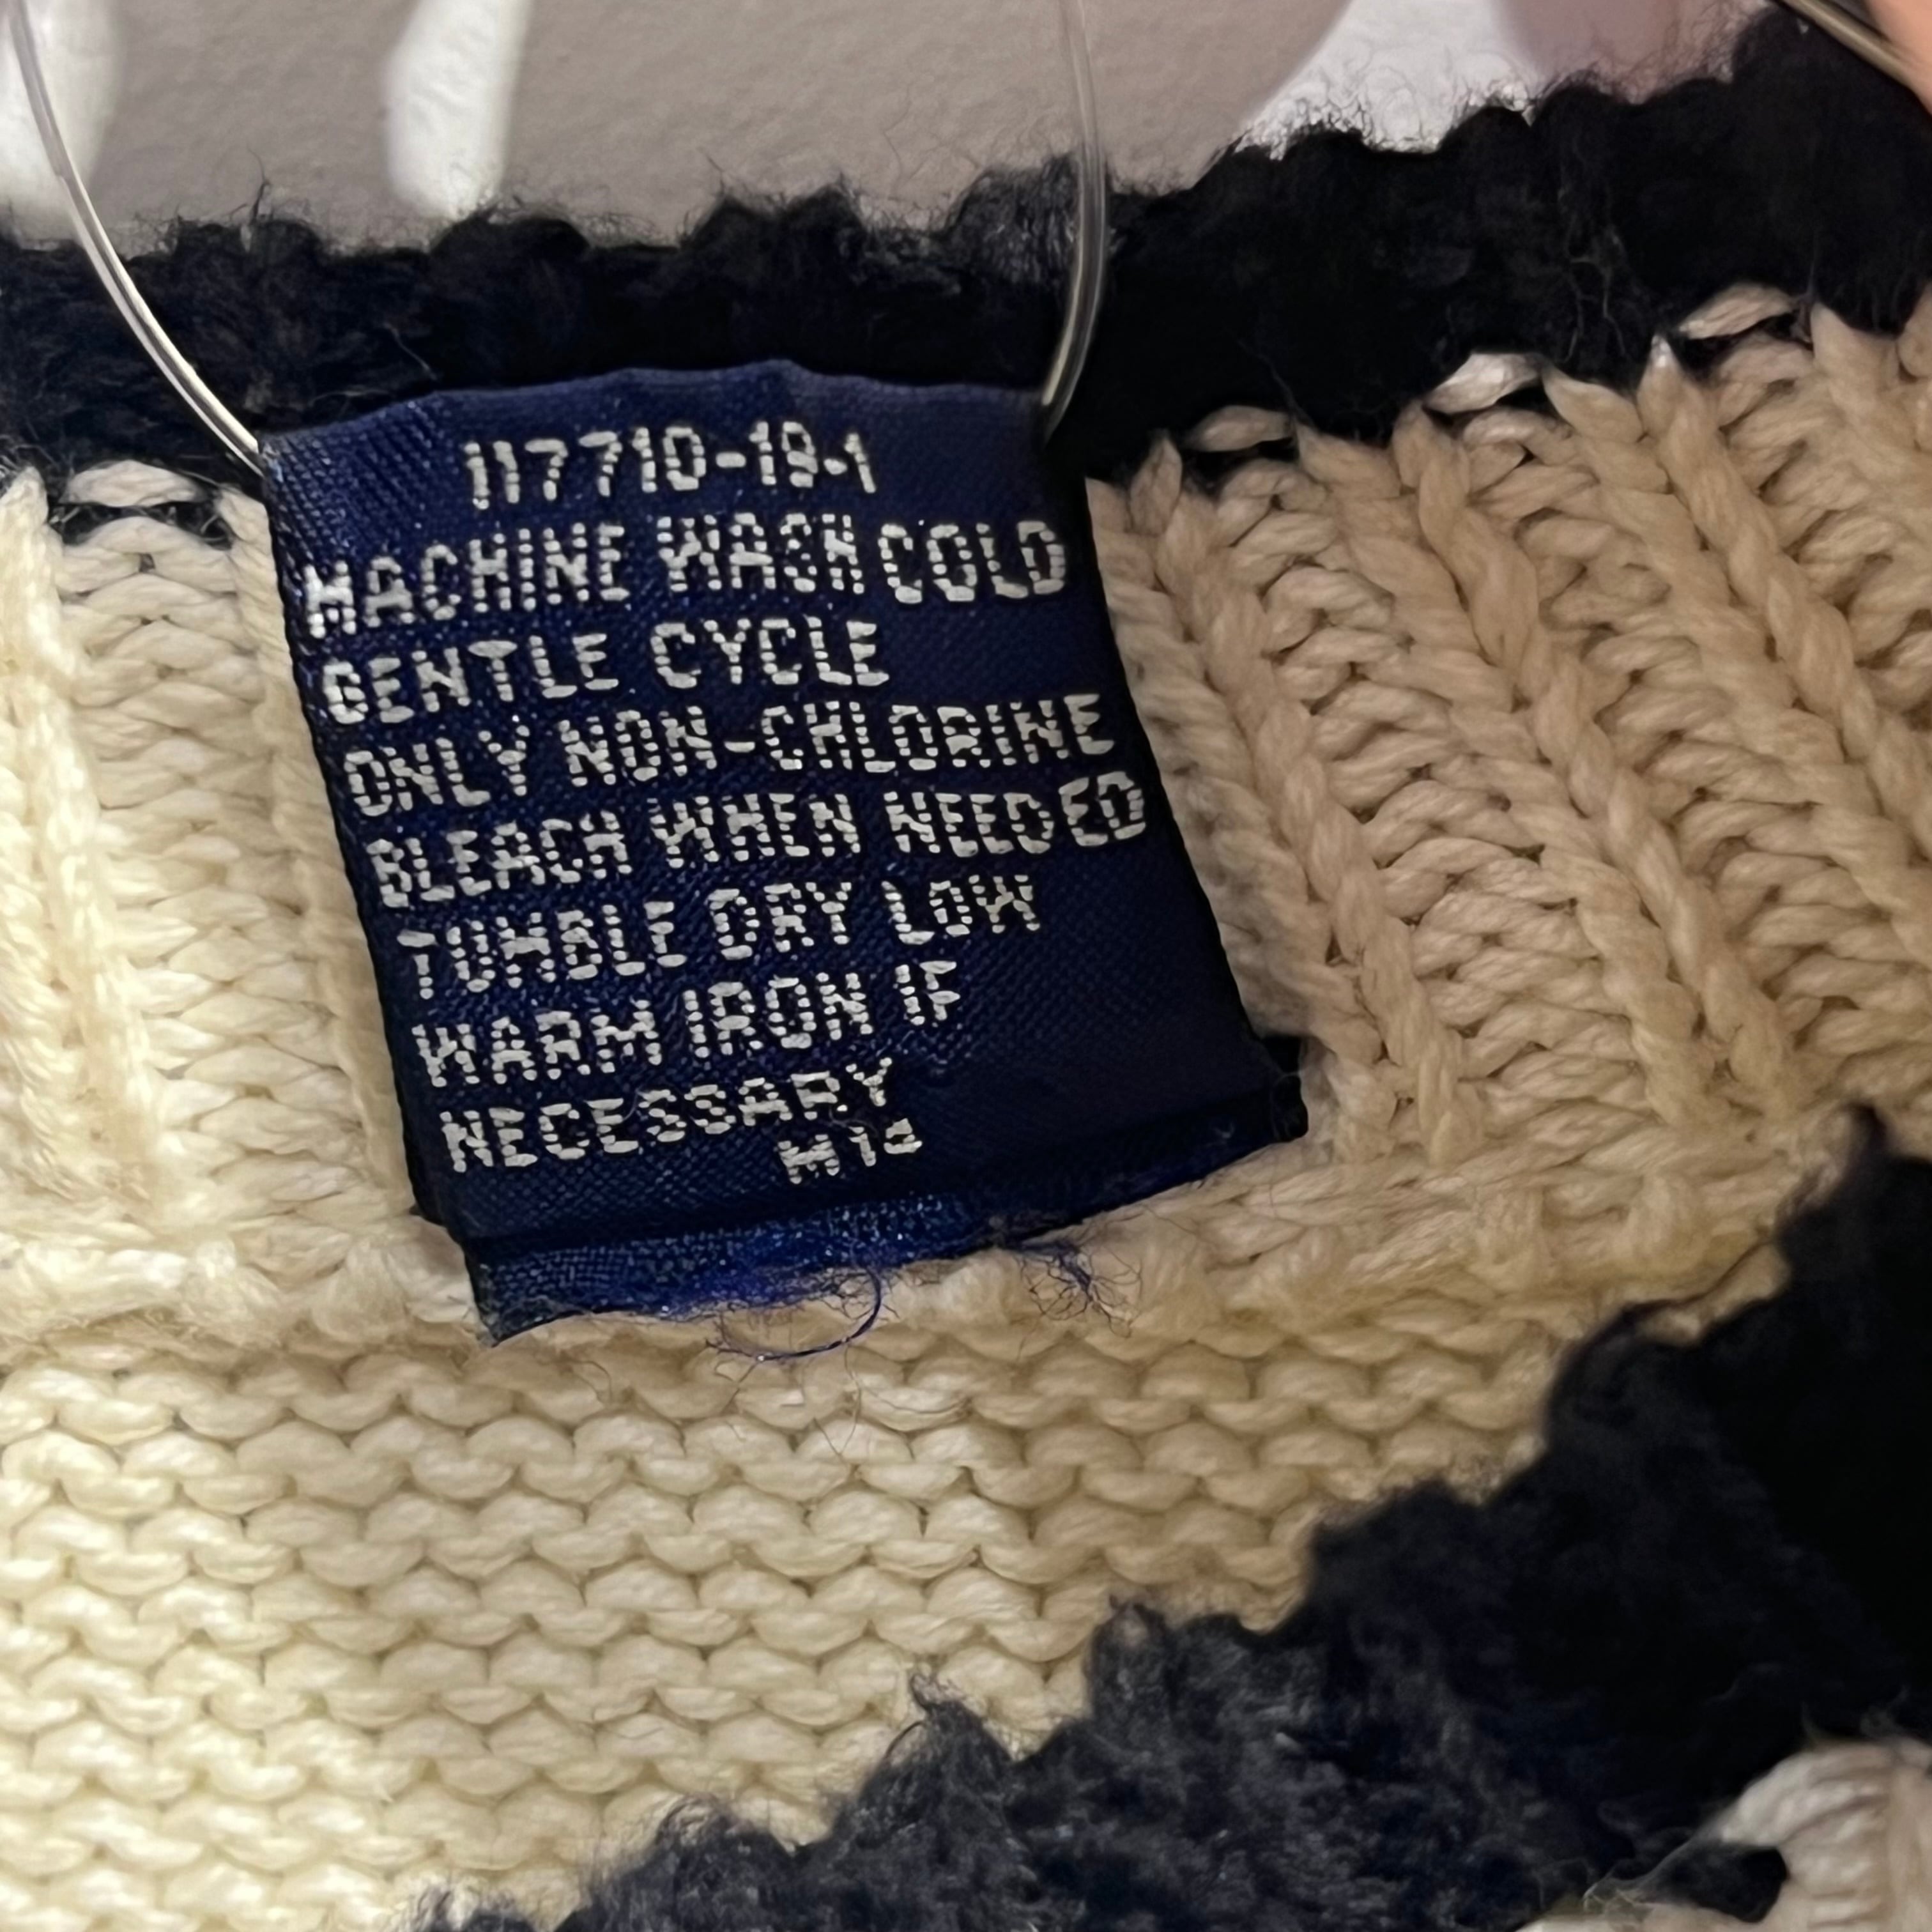 117710-19-1
MACHINE WASH COLD
GENTLE CYCLE
ONLY NON-CHLORINE
BLEACH WHEN NEEDED
TUMBLE DRY LOW
WARM IRON IF
NECESSARY